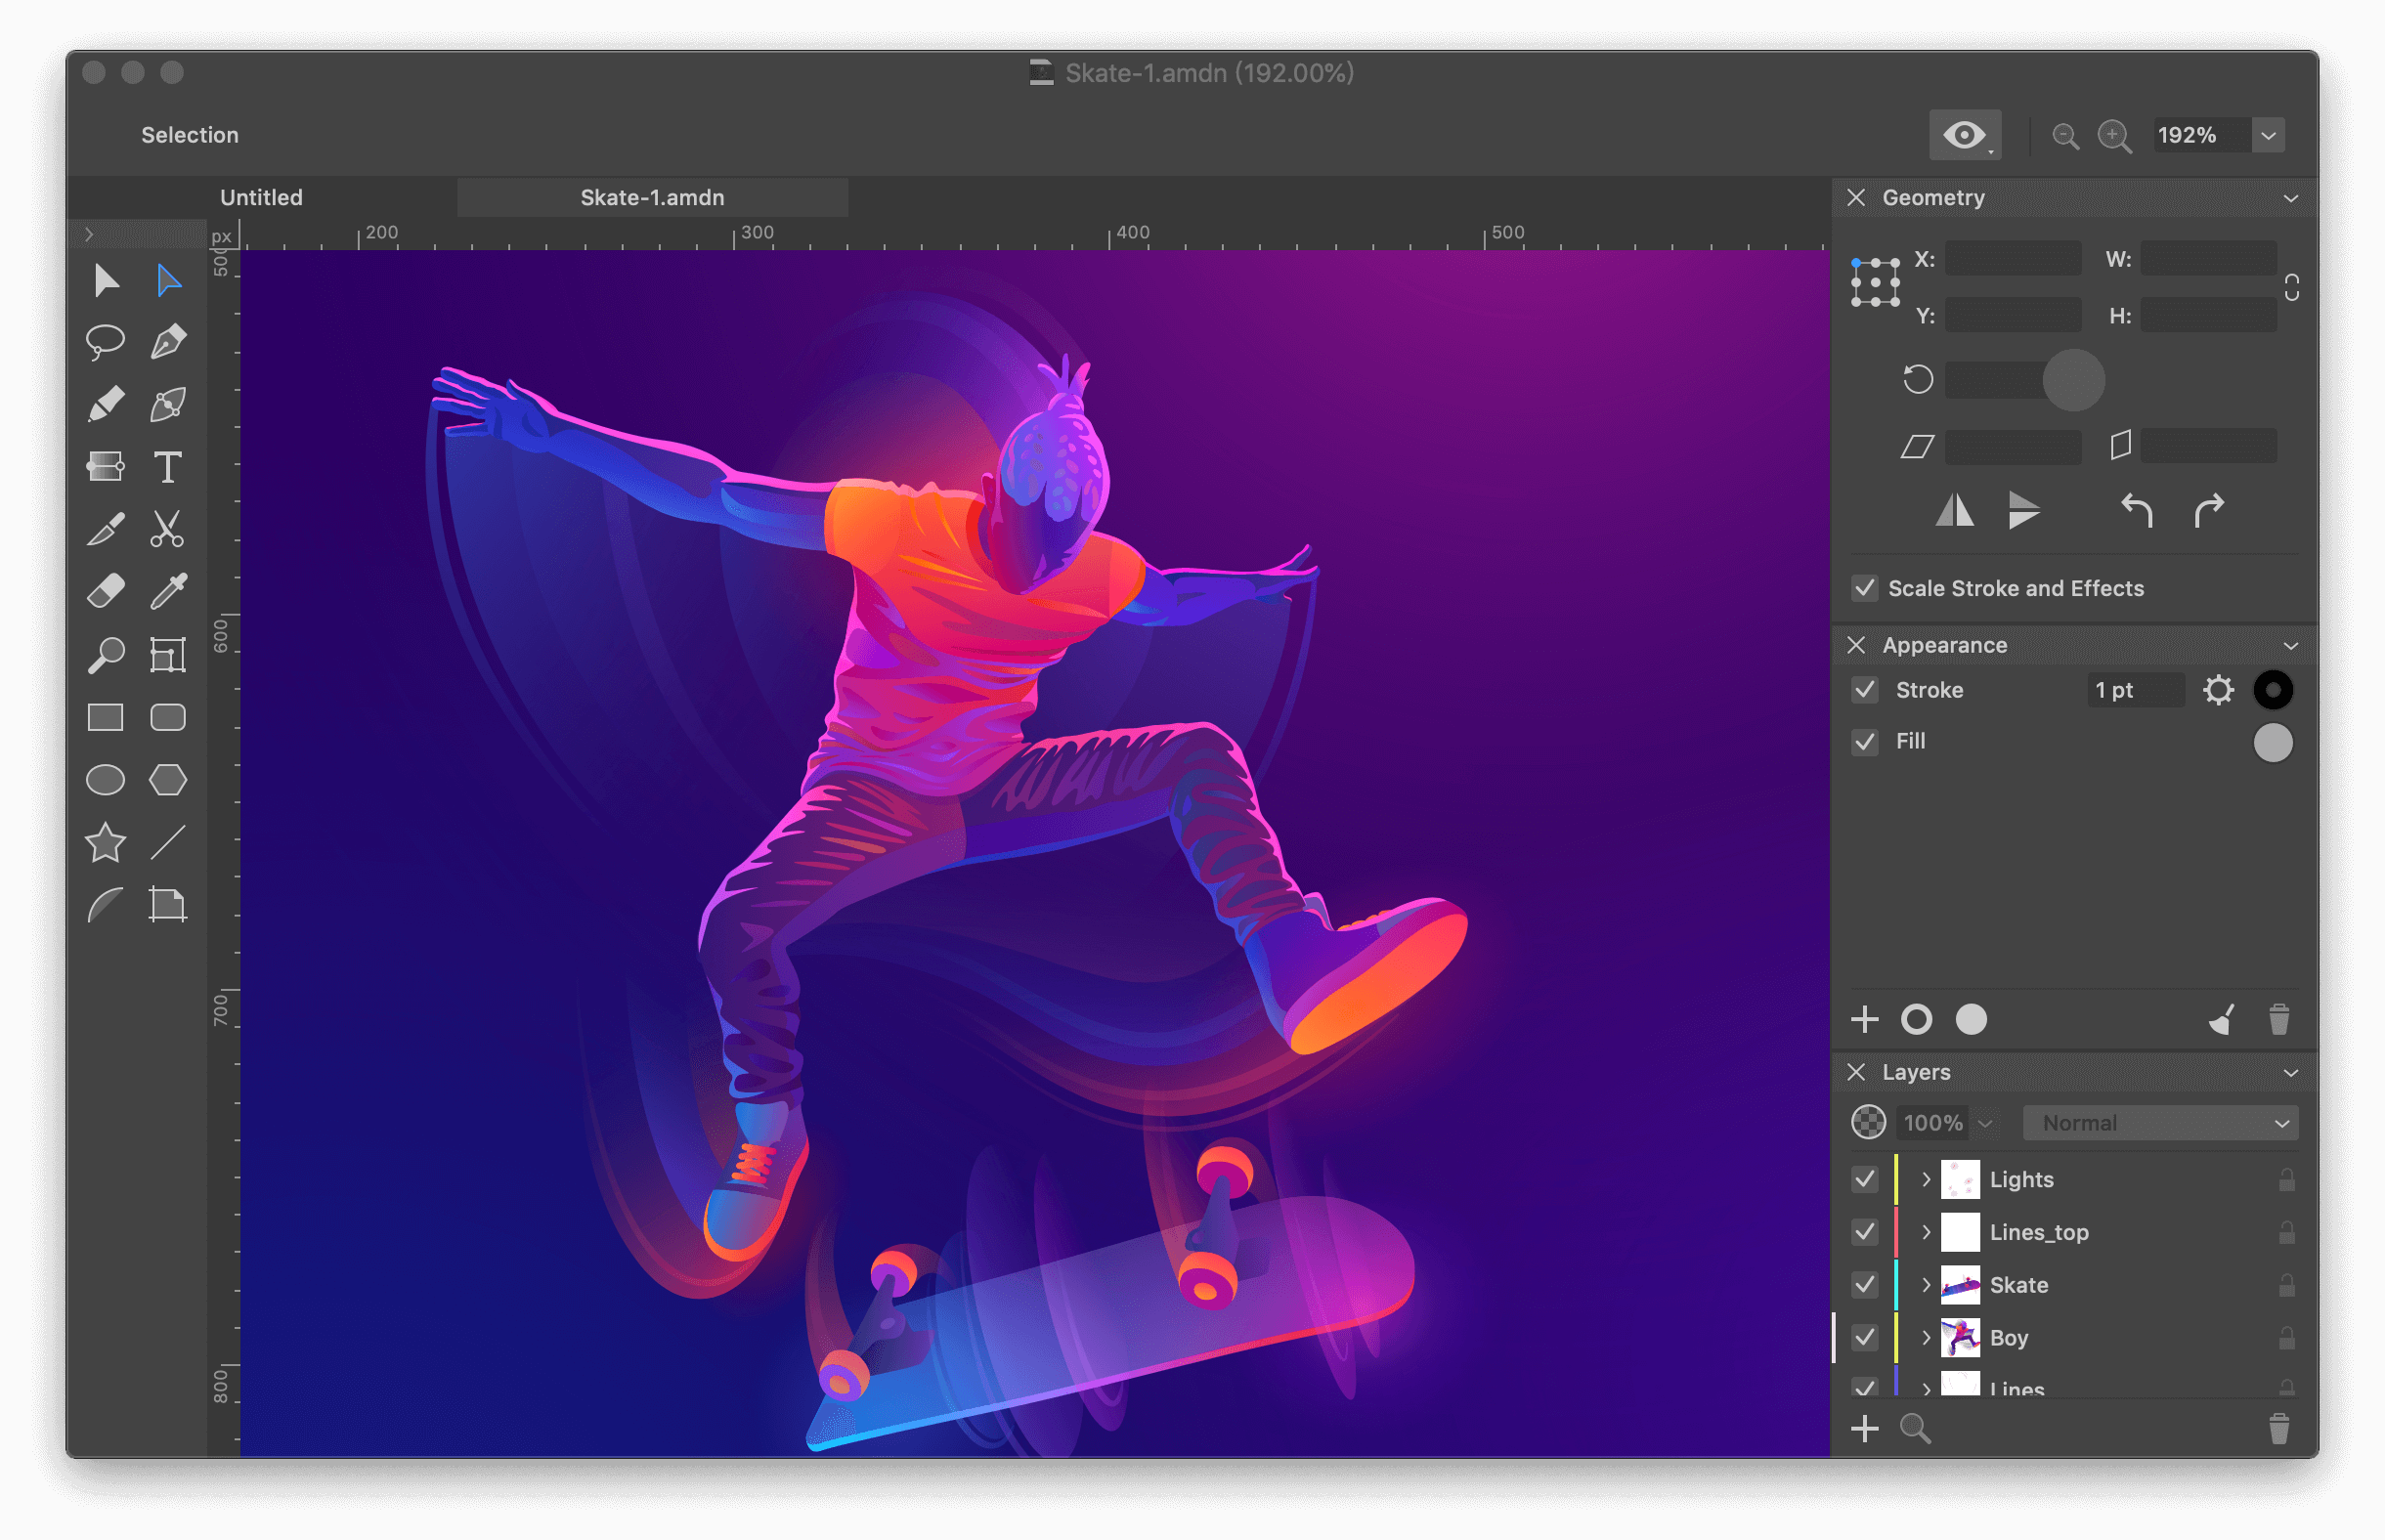 Skate-1.amdn (192.00%)
Selection
192%
Untitled
Skate-1.amdn
px
200
300
400
500
500
600
700
800
Geometry
X:
W:
Y:
H:
Scale Stroke and Effects
Appearance
Stroke
1 pt
Fill
Layers
100%
Normal
Lights
Lines_top
Skate
Boy
Lines